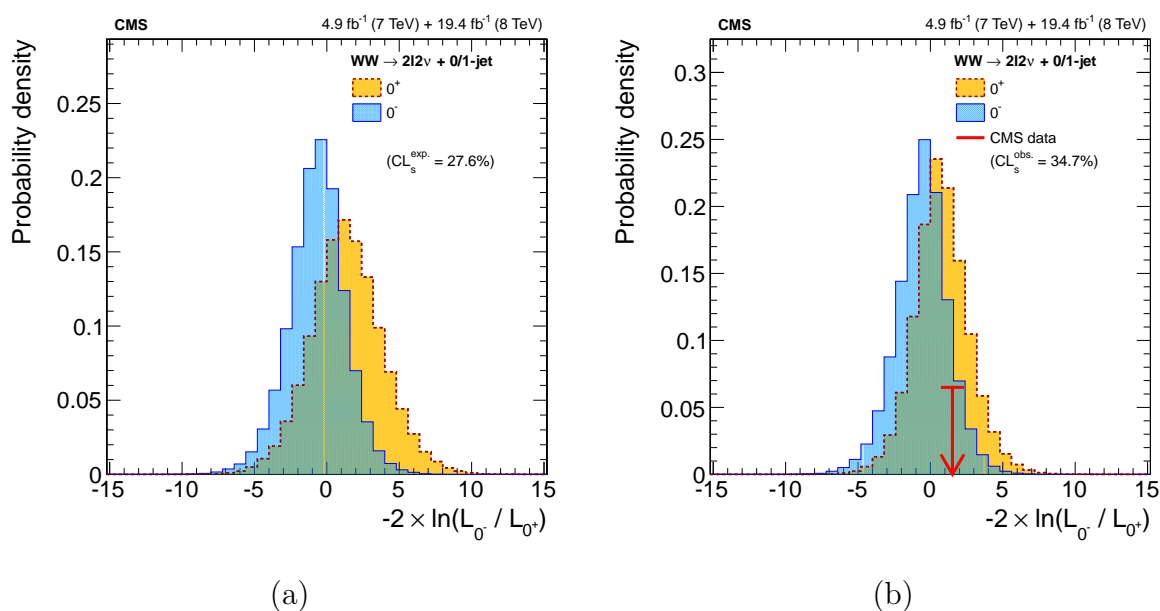 CMS 4.9 fb⁻¹ (7 TeV) + 19.4 fb⁻¹ (8 TeV)
WW → 2l2ν + 0/1-jet
0⁺
0⁻
(CLₛᵉˣᵖ· = 27.6%)
Probability density
0.25
0.2
0.15
0.1
0.05
0
-15 -10 -5 0 5 10 15
-2 × ln(L_0⁻ / L_0⁺)
(a)
CMS 4.9 fb⁻¹ (7 TeV) + 19.4 fb⁻¹ (8 TeV)
WW → 2l2ν + 0/1-jet
0⁺
0⁻
CMS data
(CLₛᵒᵇˢ· = 34.7%)
Probability density
0.3
0.25
0.2
0.15
0.1
0.05
0
-15 -10 -5 0 5 10 15
-2 × ln(L_0⁻ / L_0⁺)
(b)